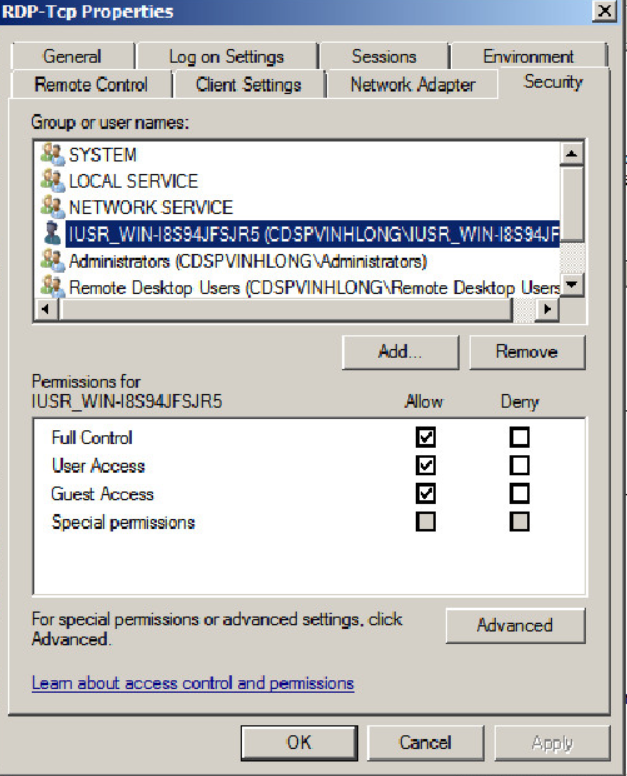 RDP-Tcp Properties
General Log on Settings Sessions Environment
Remote Control Client Settings Network Adapter Security
Group or user names:
SYSTEM
LOCAL SERVICE
NETWORK SERVICE
IUSR_WIN-I8S94JFSJR5 (CDSPVINHLONG\IUSR_WIN-I8S94JF
Administrators (CDSPVINHLONG\Administrators)
Remote Desktop Users (CDSPVINHLONG\Remote Desktop Users
Add... Remove
Permissions for
IUSR_WIN-I8S94JFSJR5 Allow Deny
Full Control
User Access
Guest Access
Special permissions
For special permissions or advanced settings, click
Advanced. Advanced
Learn about access control and permissions
OK Cancel Apply